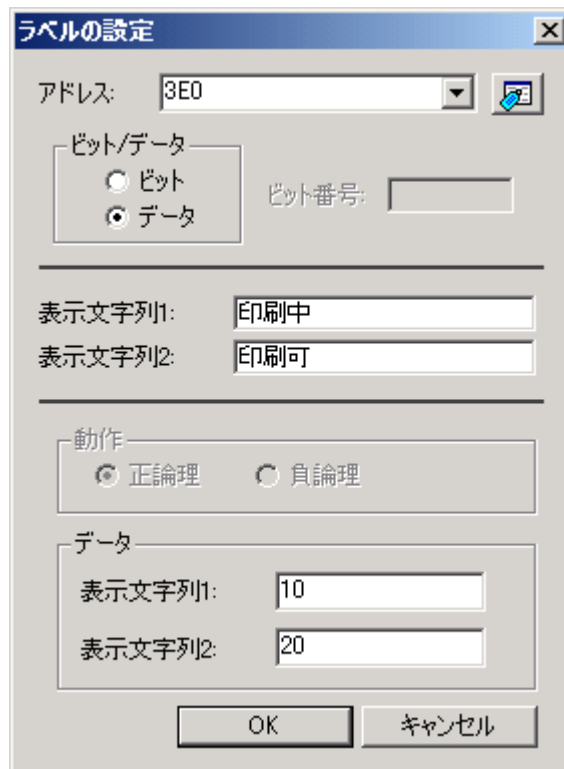 ラベルの設定
アドレス: 3E0
ビット/データ
ビット
データ
ビット番号:
表示文字列1: 印刷中
表示文字列2: 印刷可
動作
正論理 負論理
データ
表示文字列1: 10
表示文字列2: 20
OK キャンセル